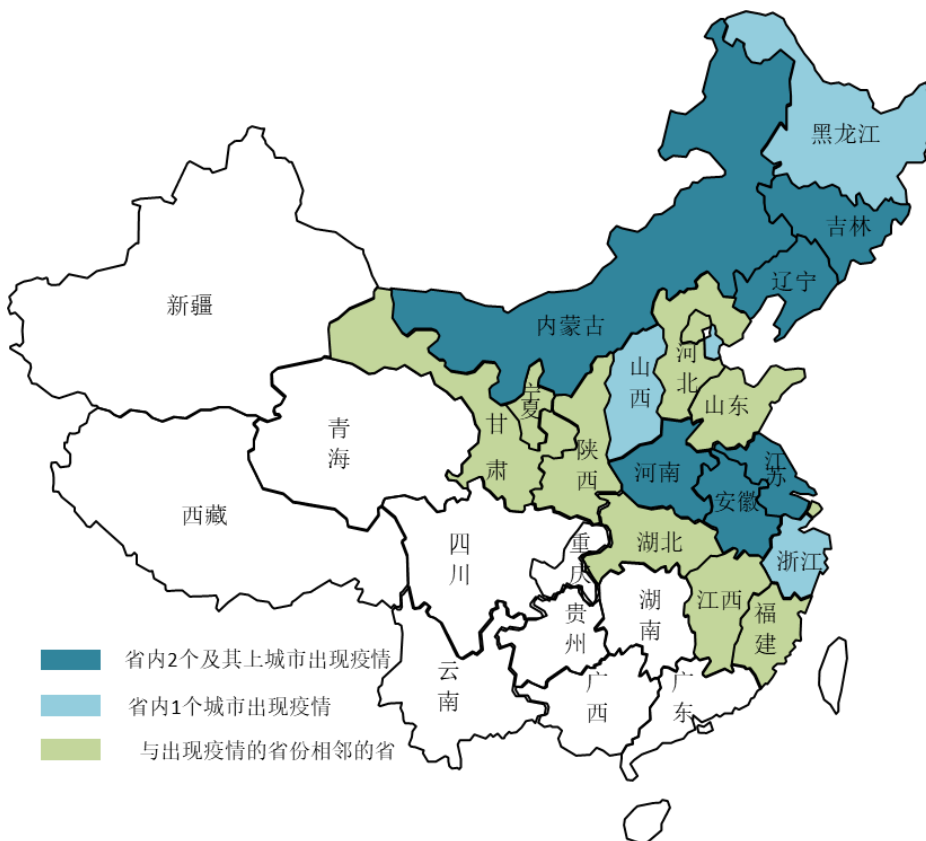 黑龙江
吉林
辽宁
新疆
内蒙古
河北
山西
宁夏
山东
甘肃
青海
陕西
河南
江苏
安徽
西藏
四川
重庆
湖北
浙江
江西
福建
湖南
贵州
云南
广西
广东
省内2个及其上城市出现疫情
省内1个城市出现疫情
与出现疫情的省份相邻的省